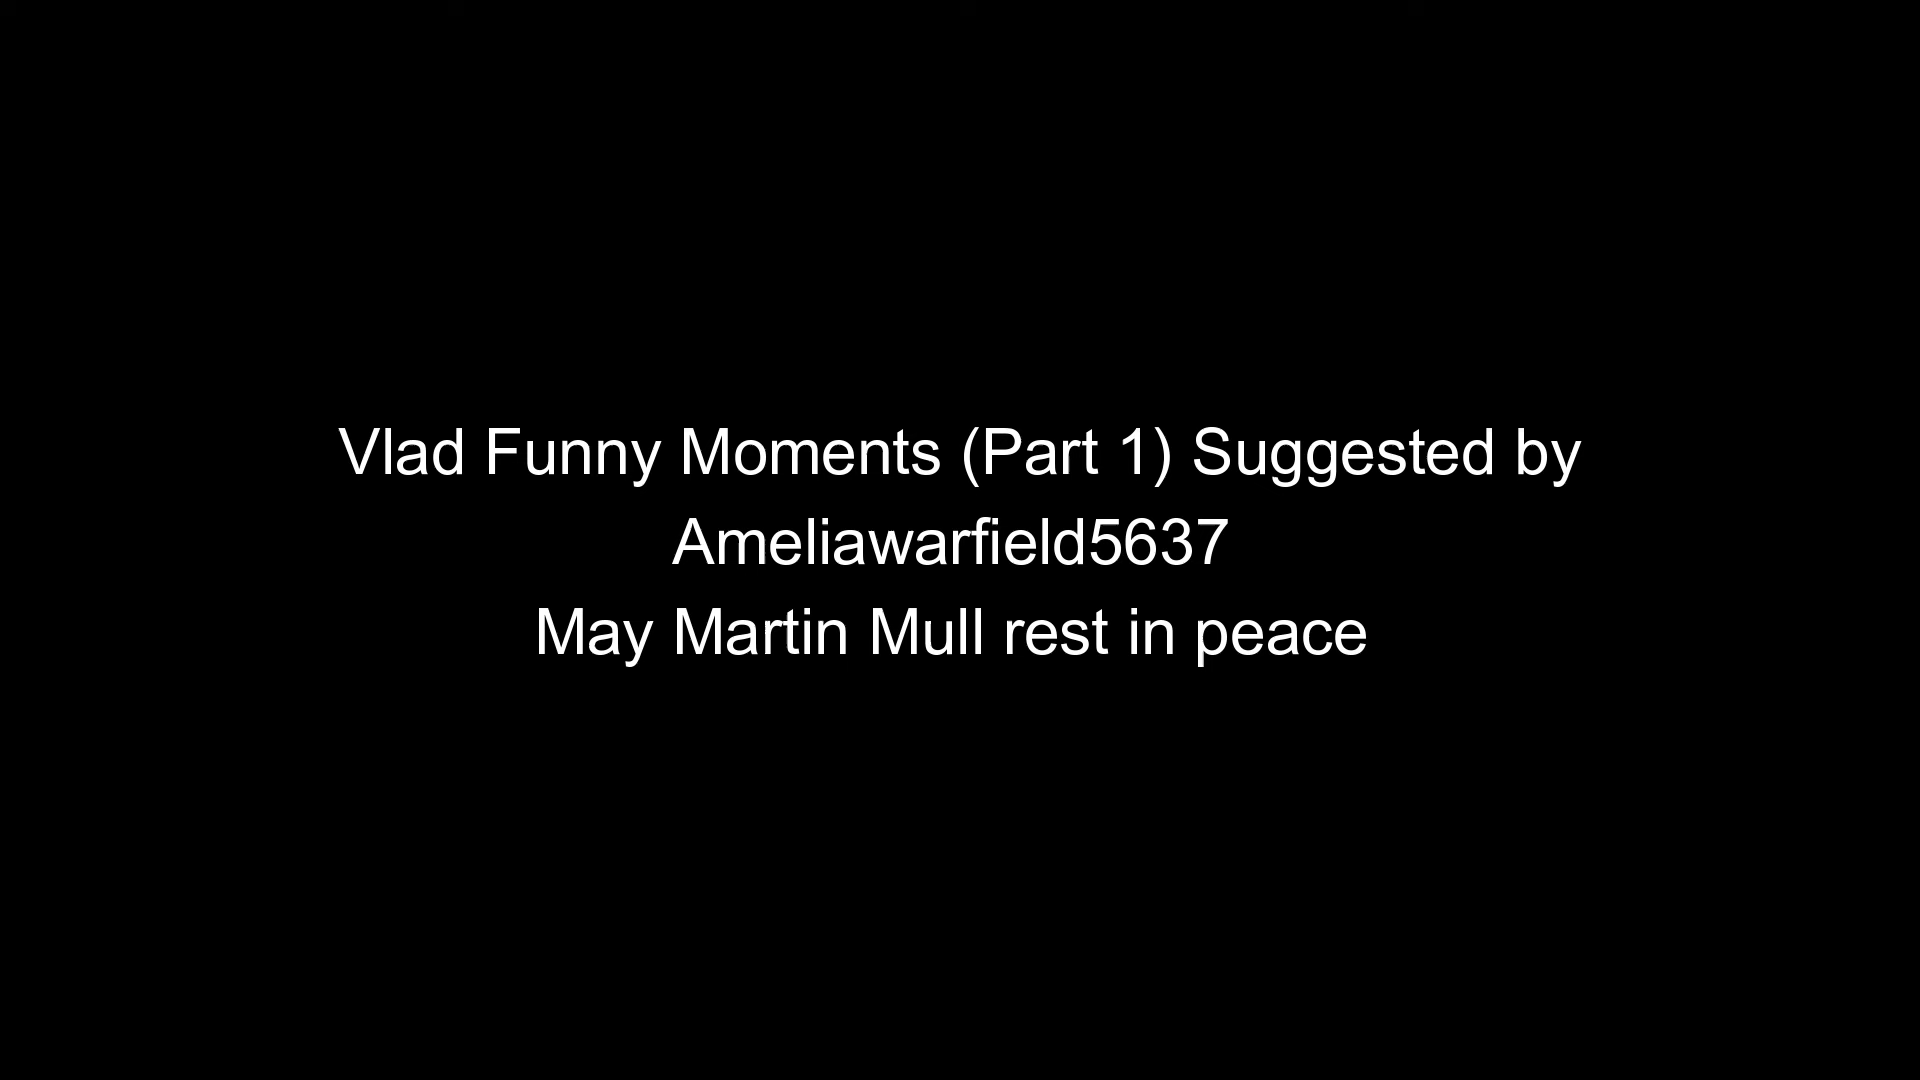 Vlad Funny Moments (Part 1) Suggested by
Ameliawarfield5637
May Martin Mull rest in peace